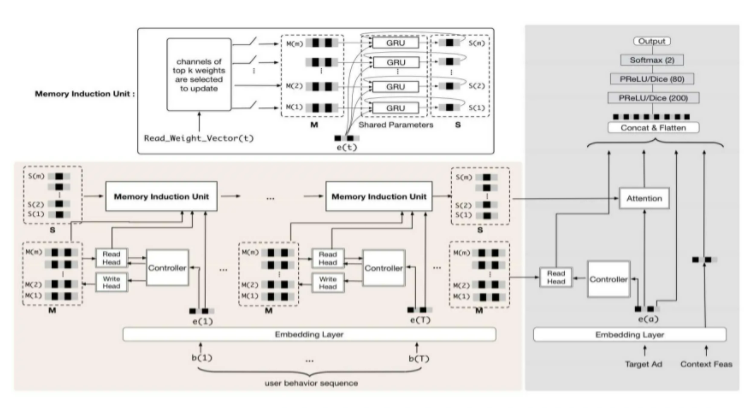 Memory Induction Unit :
channels of
top k weights
are selected
to update
Read_Weight_Vector(t)
M(m)
M(2)
M(1)
M
GRU
GRU
GRU
GRU
Shared Parameters
e(t)
S(m)
S(2)
S(1)
S
S(m)
S(2)
S(1)
S
Memory Induction Unit
...
Memory Induction Unit
S(m)
S(2)
S(1)
S
M(m)
M(2)
M(1)
M
Read
Head
Write
Head
Controller
...
M(m)
M(2)
M(1)
M
Read
Head
Write
Head
Controller
...
M(m)
M(2)
M(1)
M
e(1)
e(T)
Embedding Layer
b(1)
...
b(T)
user behavior sequence
Output
Softmax (2)
PReLU/Dice (80)
PReLU/Dice (200)
Concat & Flatten
Attention
Read
Head
Controller
e(a)
Embedding Layer
Target Ad
Context Feas